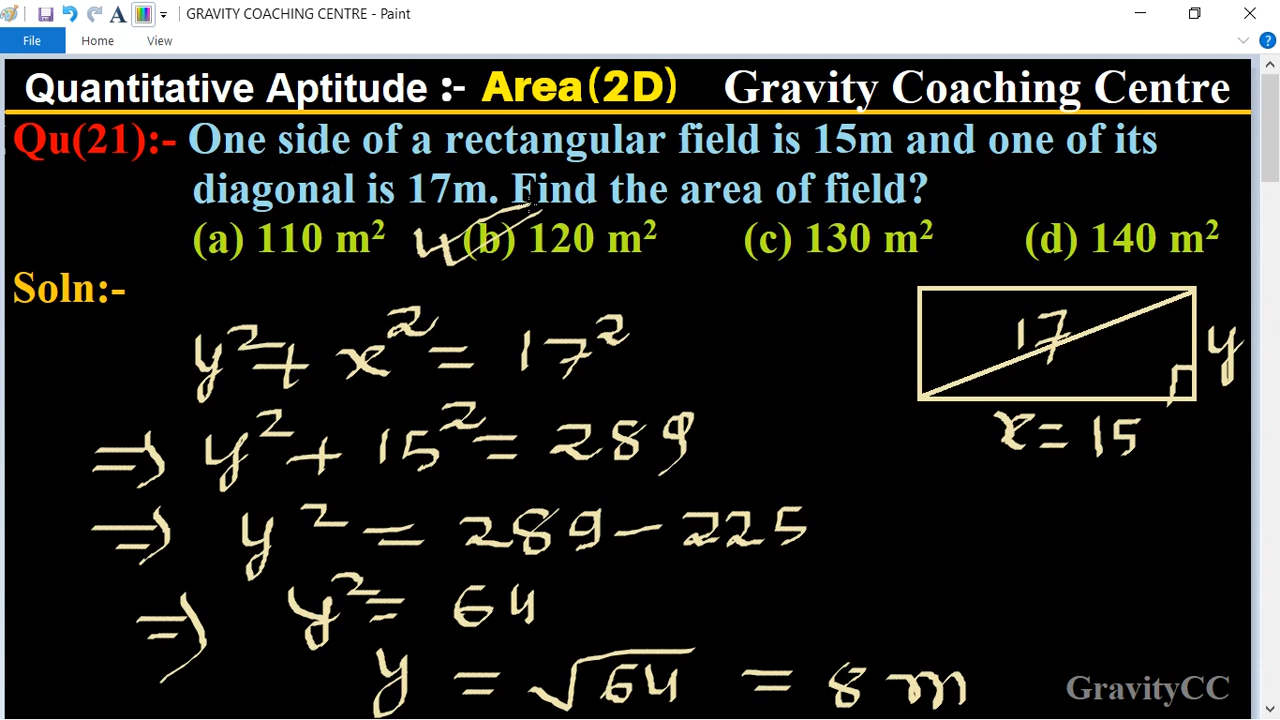 GRAVITY COACHING CENTRE - Paint
File Home View
Quantitative Aptitude :- Area(2D) Gravity Coaching Centre
Qu(21):- One side of a rectangular field is 15m and one of its
diagonal is 17m. Find the area of field?
(a) 110 m² (b) 120 m² (c) 130 m² (d) 140 m²
Soln:-
17
y
x = 15
y² + x² = 17²
⇒ y² + 15² = 289
⇒ y² = 289 - 225
⇒ y² = 64
y = √64 = 8 m
GravityCC